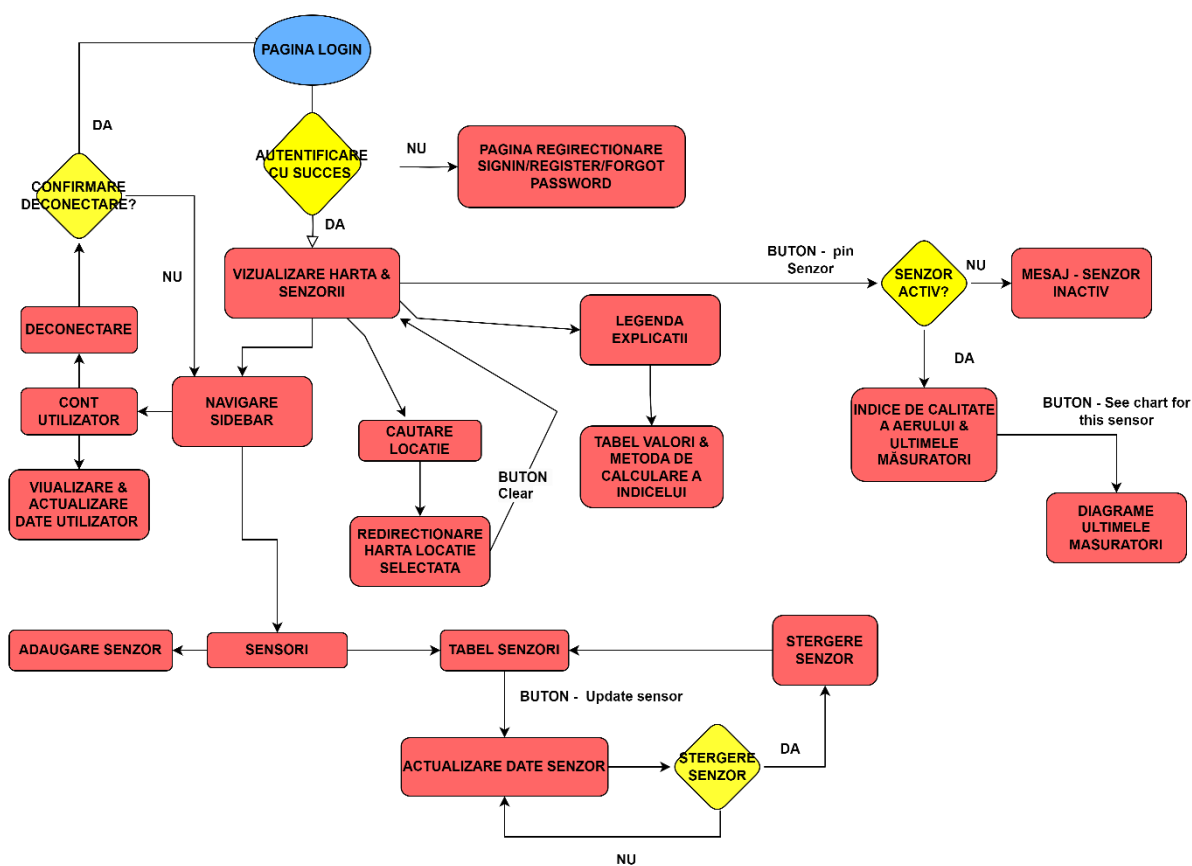 PAGINA LOGIN
DA
AUTENTIFICARE
CU SUCCES
NU
PAGINA REGIRECTIONARE
SIGNIN/REGISTER/FORGOT
PASSWORD
CONFIRMARE
DECONECTARE?
DA
NU
VIZUALIZARE HARTA &
SENZORII
BUTON - pin
Senzor
SENZOR
ACTIV?
NU
MESAJ - SENZOR
INACTIV
DECONECTARE
LEGENDA
EXPLICATII
DA
CONT
UTILIZATOR
NAVIGARE
SIDEBAR
CAUTARE
LOCATIE
BUTON
Clear
TABEL VALORI &
METODA DE
CALCULARE A
INDICELUI
INDICE DE CALITATE
A AERULUI &
ULTIMELE
MĂSURATORI
BUTON - See chart for
this sensor
VIUALIZARE &
ACTUALIZARE
DATE UTILIZATOR
REDIRECTIONARE
HARTA LOCATIE
SELECTATA
DIAGRAME
ULTIMELE
MASURATORI
ADAUGARE SENZOR
SENSORI
TABEL SENZORI
STERGERE
SENZOR
BUTON - Update sensor
ACTUALIZARE DATE SENZOR
STERGERE
SENZOR
DA
NU